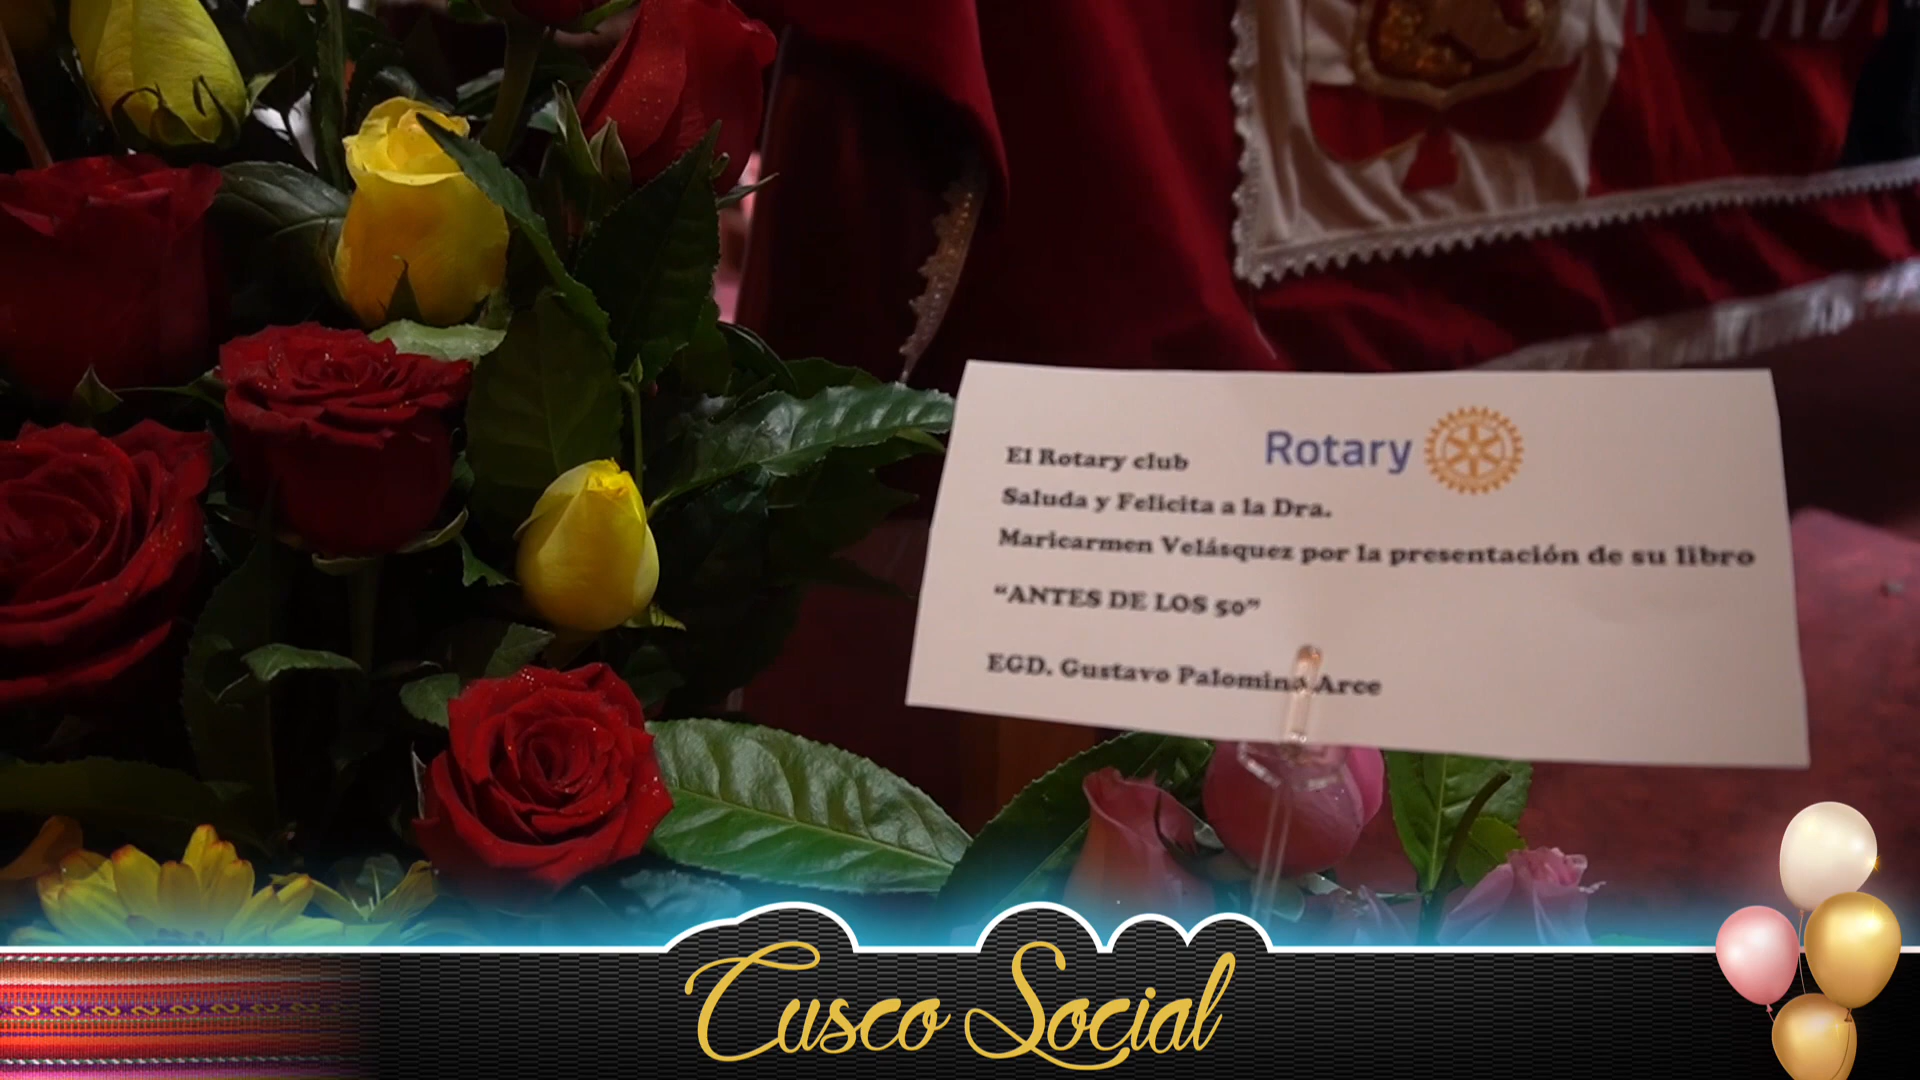 El Rotary club
Rotary
Saluda y Felicita a la Dra.
Maricarmen Velásquez por la presentación de su libro
“ANTES DE LOS 50”
EGD. Gustavo Palomino Arce
Cusco Social